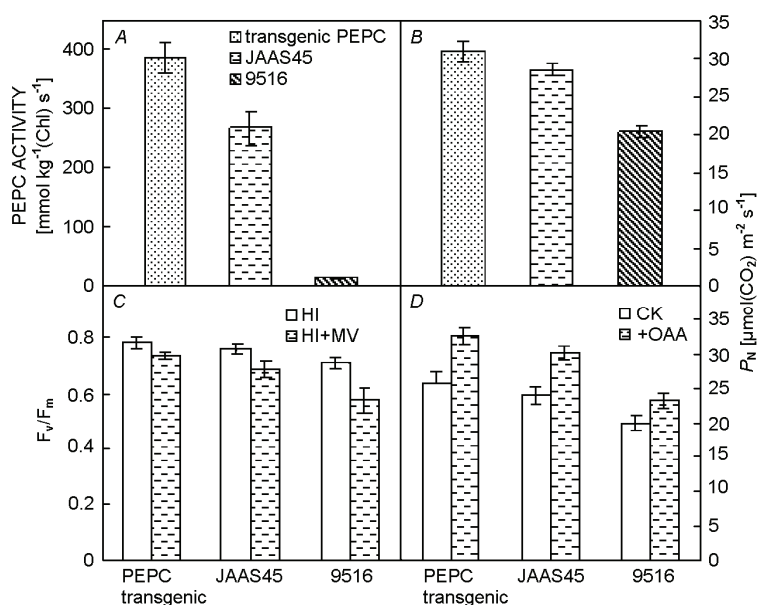 PEPC ACTIVITY
[mmol kg⁻¹(Chl) s⁻¹]
400
300
200
100
0
A
transgenic PEPC
JAAS45
9516
B
35
30
25
20
15
10
5
0
Fv/Fm
0.8
0.6
0.4
0.2
0
C
HI
HI+MV
D
CK
+OAA
35
30
25
20
15
10
5
0
PN [µmol(CO₂) m⁻² s⁻¹]
PEPC JAAS45 9516 PEPC JAAS45 9516
transgenic transgenic